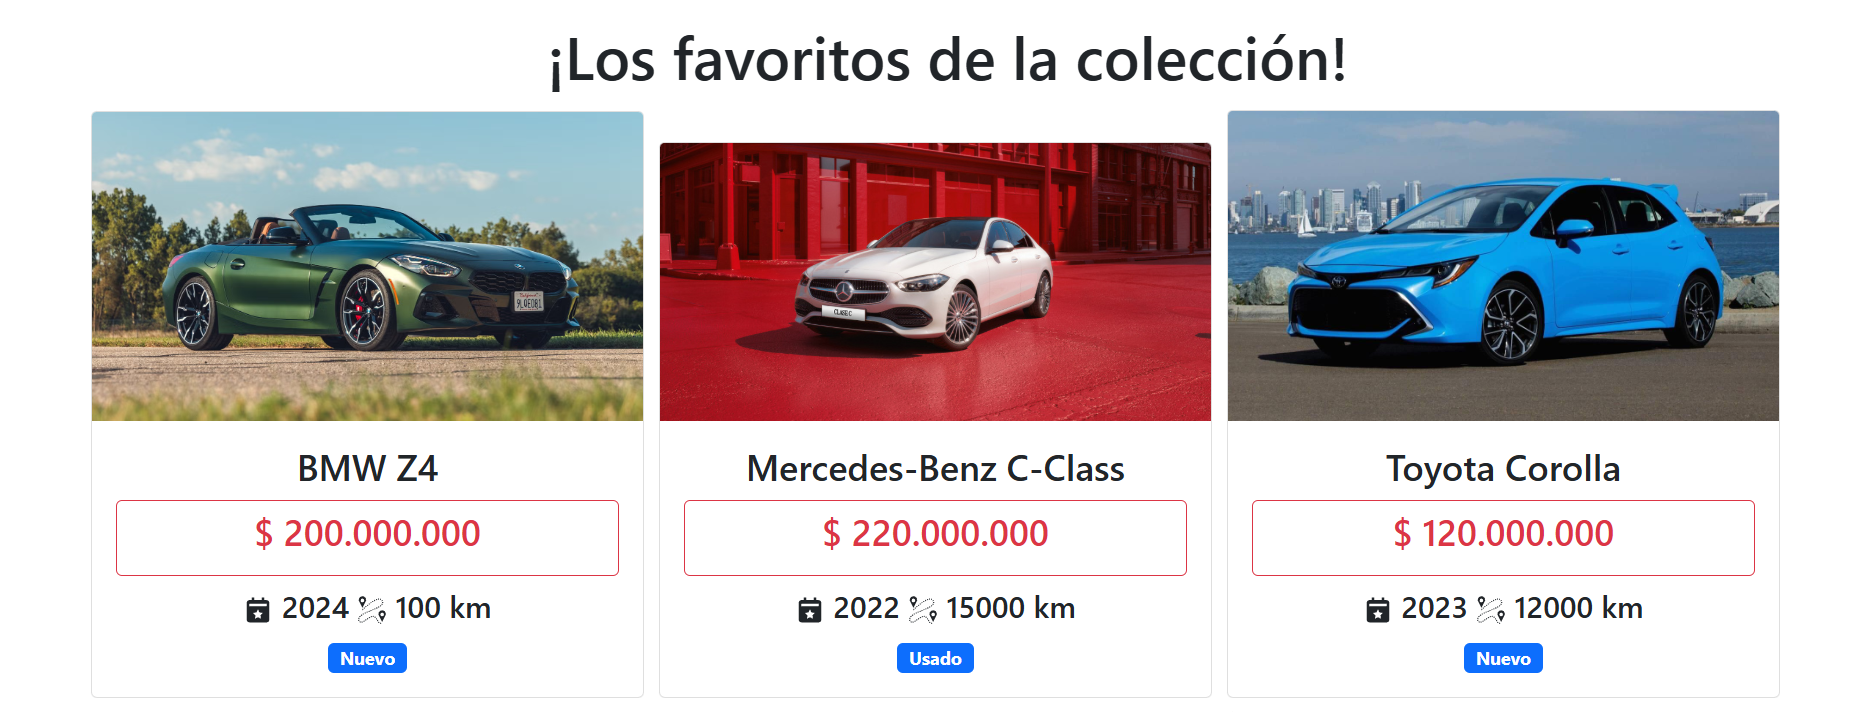 ¡Los favoritos de la colección!
BMW Z4
$ 200.000.000
2024 100 km
Nuevo
CLASE C
Mercedes-Benz C-Class
$ 220.000.000
2022 15000 km
Usado
Toyota Corolla
$ 120.000.000
2023 12000 km
Nuevo